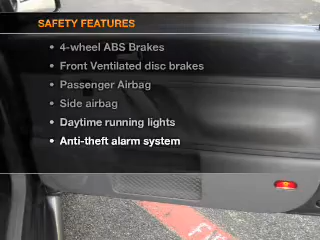 SAFETY FEATURES
• 4-wheel ABS Brakes
• Front Ventilated disc brakes
• Passenger Airbag
• Side airbag
• Daytime running lights
• Anti-theft alarm system